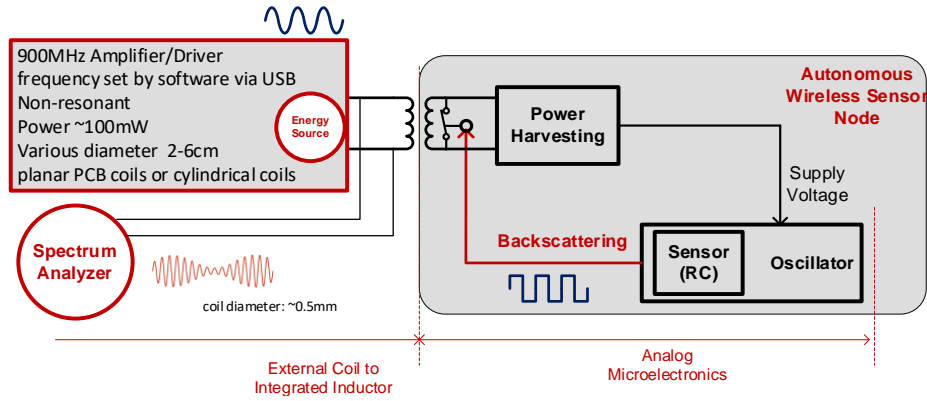 900MHz Amplifier/Driver
frequency set by software via USB
Non-resonant
Power ~100mW
Various diameter 2-6cm
planar PCB coils or cylindrical coils
Energy
Source
Spectrum
Analyzer
coil diameter: ~0.5mm
Autonomous
Wireless Sensor
Node
Power
Harvesting
Supply
Voltage
Backscattering
Sensor
(RC)
Oscillator
External Coil to
Integrated Inductor
Analog
Microelectronics